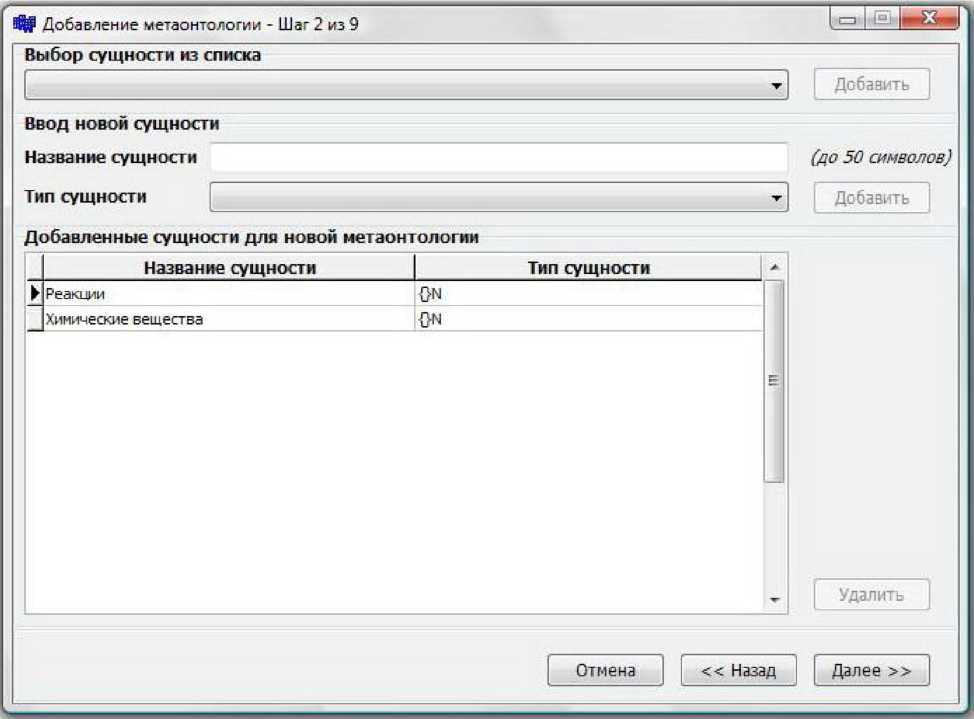 Добавление метаонтологии - Шаг 2 из 9
Выбор сущности из списка
Добавить
Ввод новой сущности
Название сущности (до 50 символов)
Тип сущности Добавить
Добавленные сущности для новой метаонтологии
Название сущности Тип сущности
Реакции {}N
Химические вещества {}N
Удалить
Отмена << Назад Далее >>